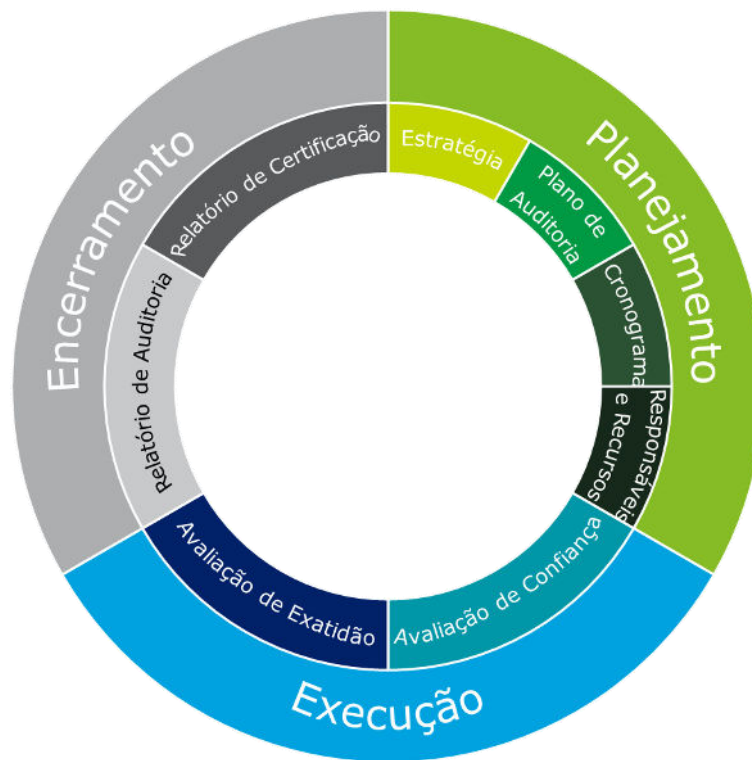 Planejamento
Estratégia
Plano de
Auditoria
Cronograma
Responsáveis
e Recursos
Execução
Avaliação de Confiança
Avaliação de Exatidão
Encerramento
Relatório de Auditoria
Relatório de Certificação